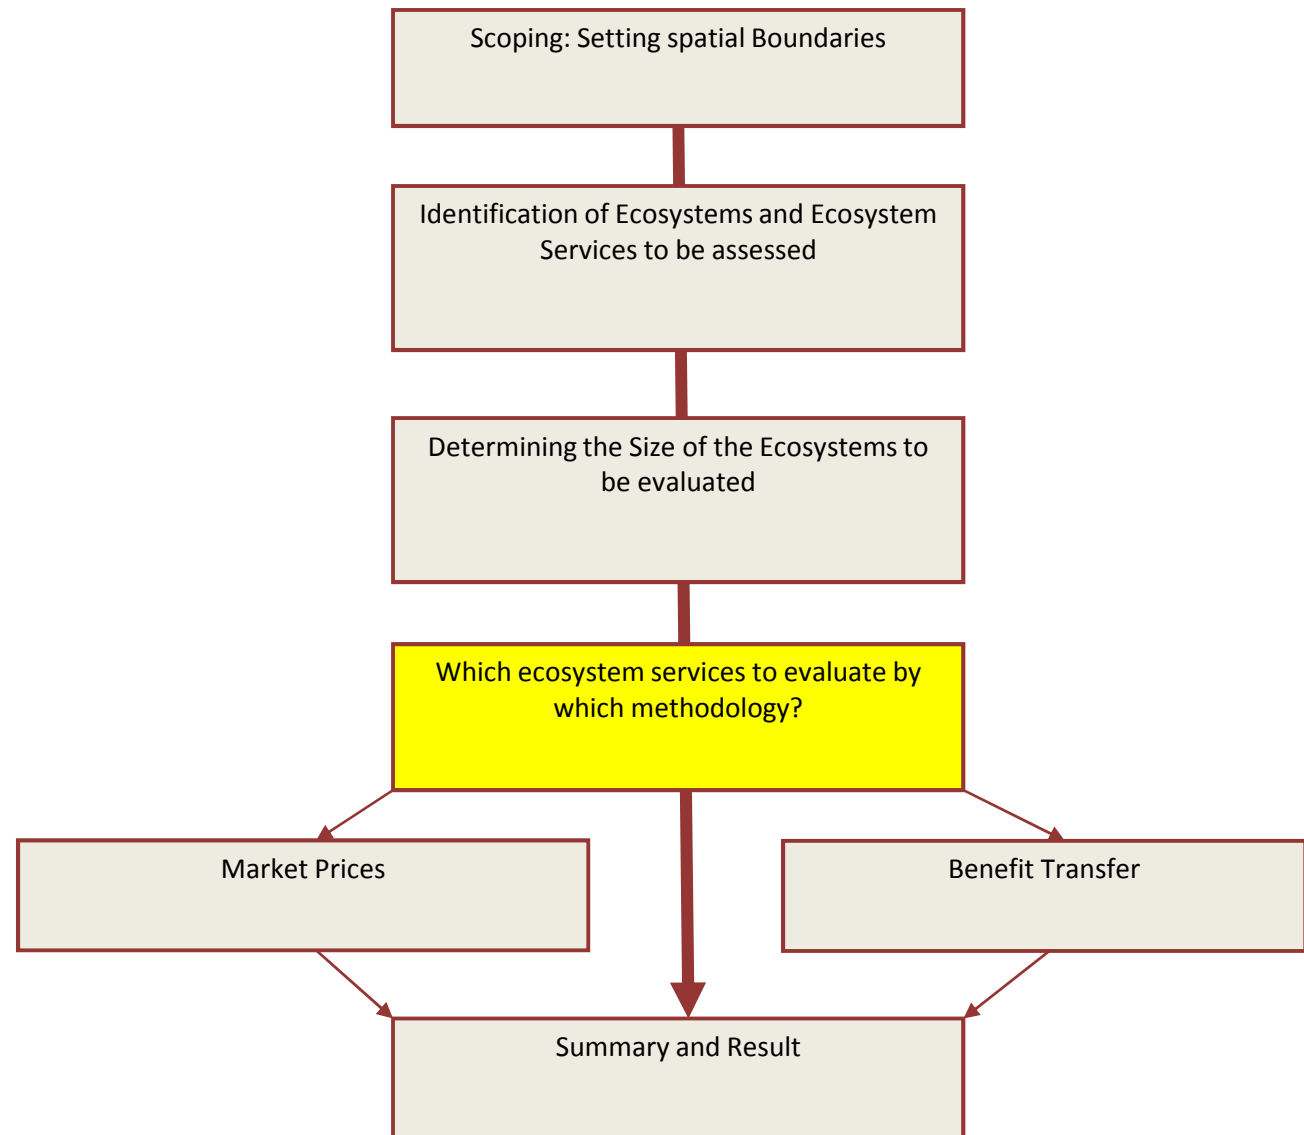 Scoping: Setting spatial Boundaries
Identification of Ecosystems and Ecosystem
Services to be assessed
Determining the Size of the Ecosystems to
be evaluated
Which ecosystem services to evaluate by
which methodology?
Market Prices
Benefit Transfer
Summary and Result